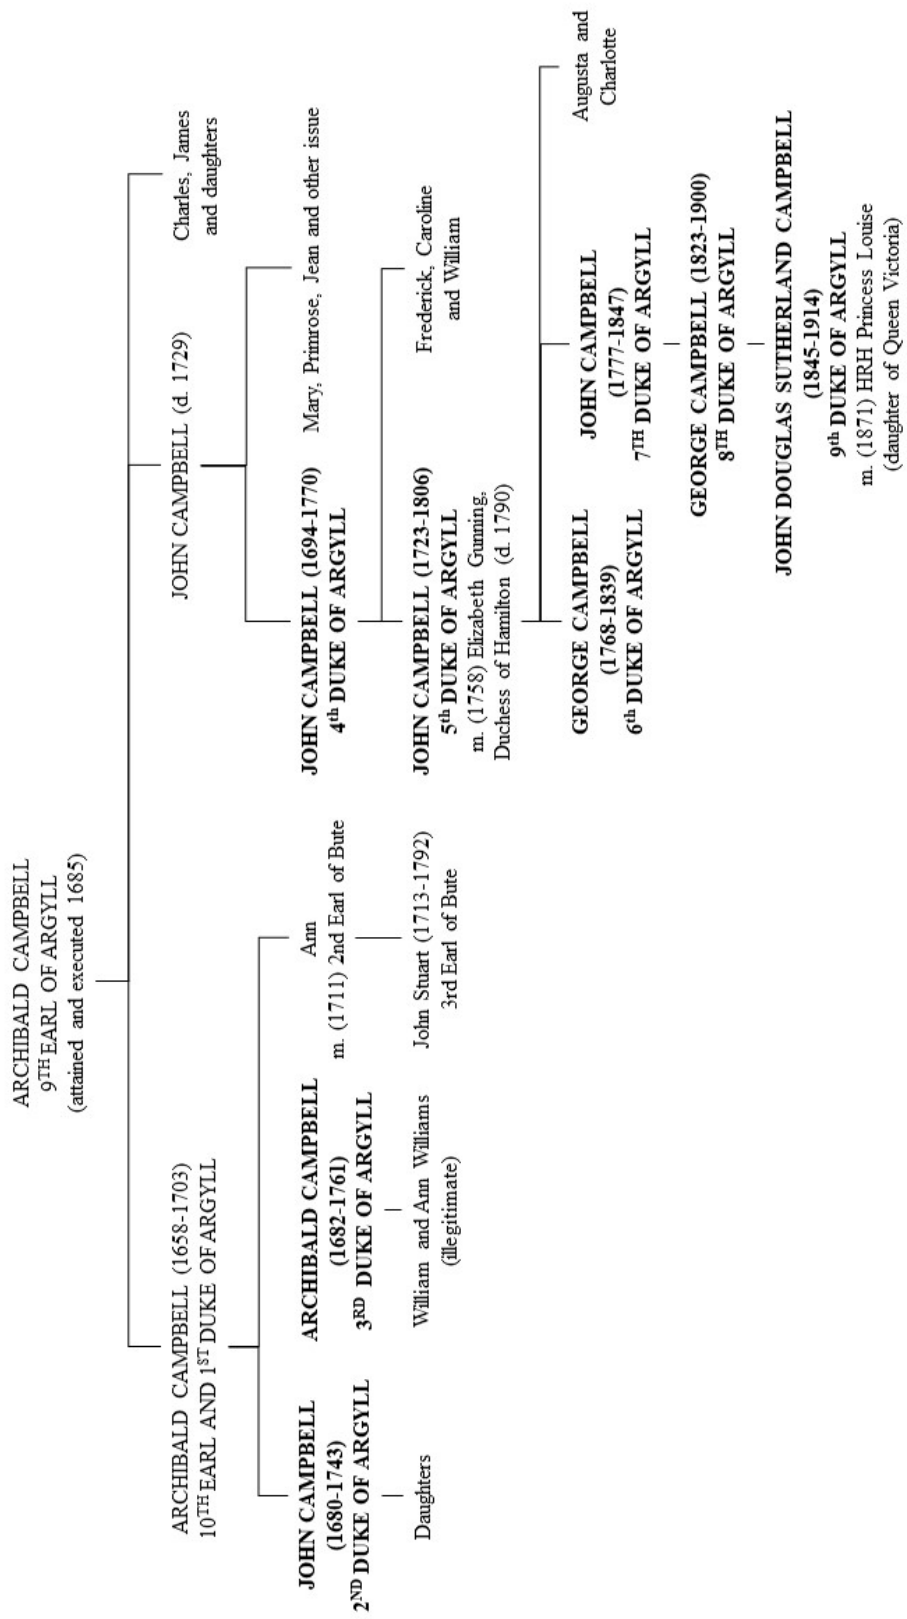 ARCHIBALD CAMPBELL
9TH EARL OF ARGYLL
(attained and executed 1685)
ARCHIBALD CAMPBELL (1658-1703)
10TH EARL AND 1ST DUKE OF ARGYLL
JOHN CAMPBELL (d. 1729)
Charles, James
and daughters
JOHN CAMPBELL
(1680-1743)
2ND DUKE OF ARGYLL
ARCHIBALD CAMPBELL
(1682-1761)
3RD DUKE OF ARGYLL
Ann
m. (1711) 2nd Earl of Bute
JOHN CAMPBELL (1694-1770)
4th DUKE OF ARGYLL
Mary, Primrose, Jean and other issue
Daughters
William and Ann Williams
(illegitimate)
John Stuart (1713-1792)
3rd Earl of Bute
JOHN CAMPBELL (1723-1806)
5th DUKE OF ARGYLL
m. (1758) Elizabeth Gunning,
Duchess of Hamilton (d. 1790)
Frederick, Caroline
and William
GEORGE CAMPBELL
(1768-1839)
6th DUKE OF ARGYLL
JOHN CAMPBELL
(1777-1847)
7TH DUKE OF ARGYLL
Augusta and
Charlotte
GEORGE CAMPBELL (1823-1900)
8TH DUKE OF ARGYLL
JOHN DOUGLAS SUTHERLAND CAMPBELL
(1845-1914)
9th DUKE OF ARGYLL
m. (1871) HRH Princess Louise
(daughter of Queen Victoria)